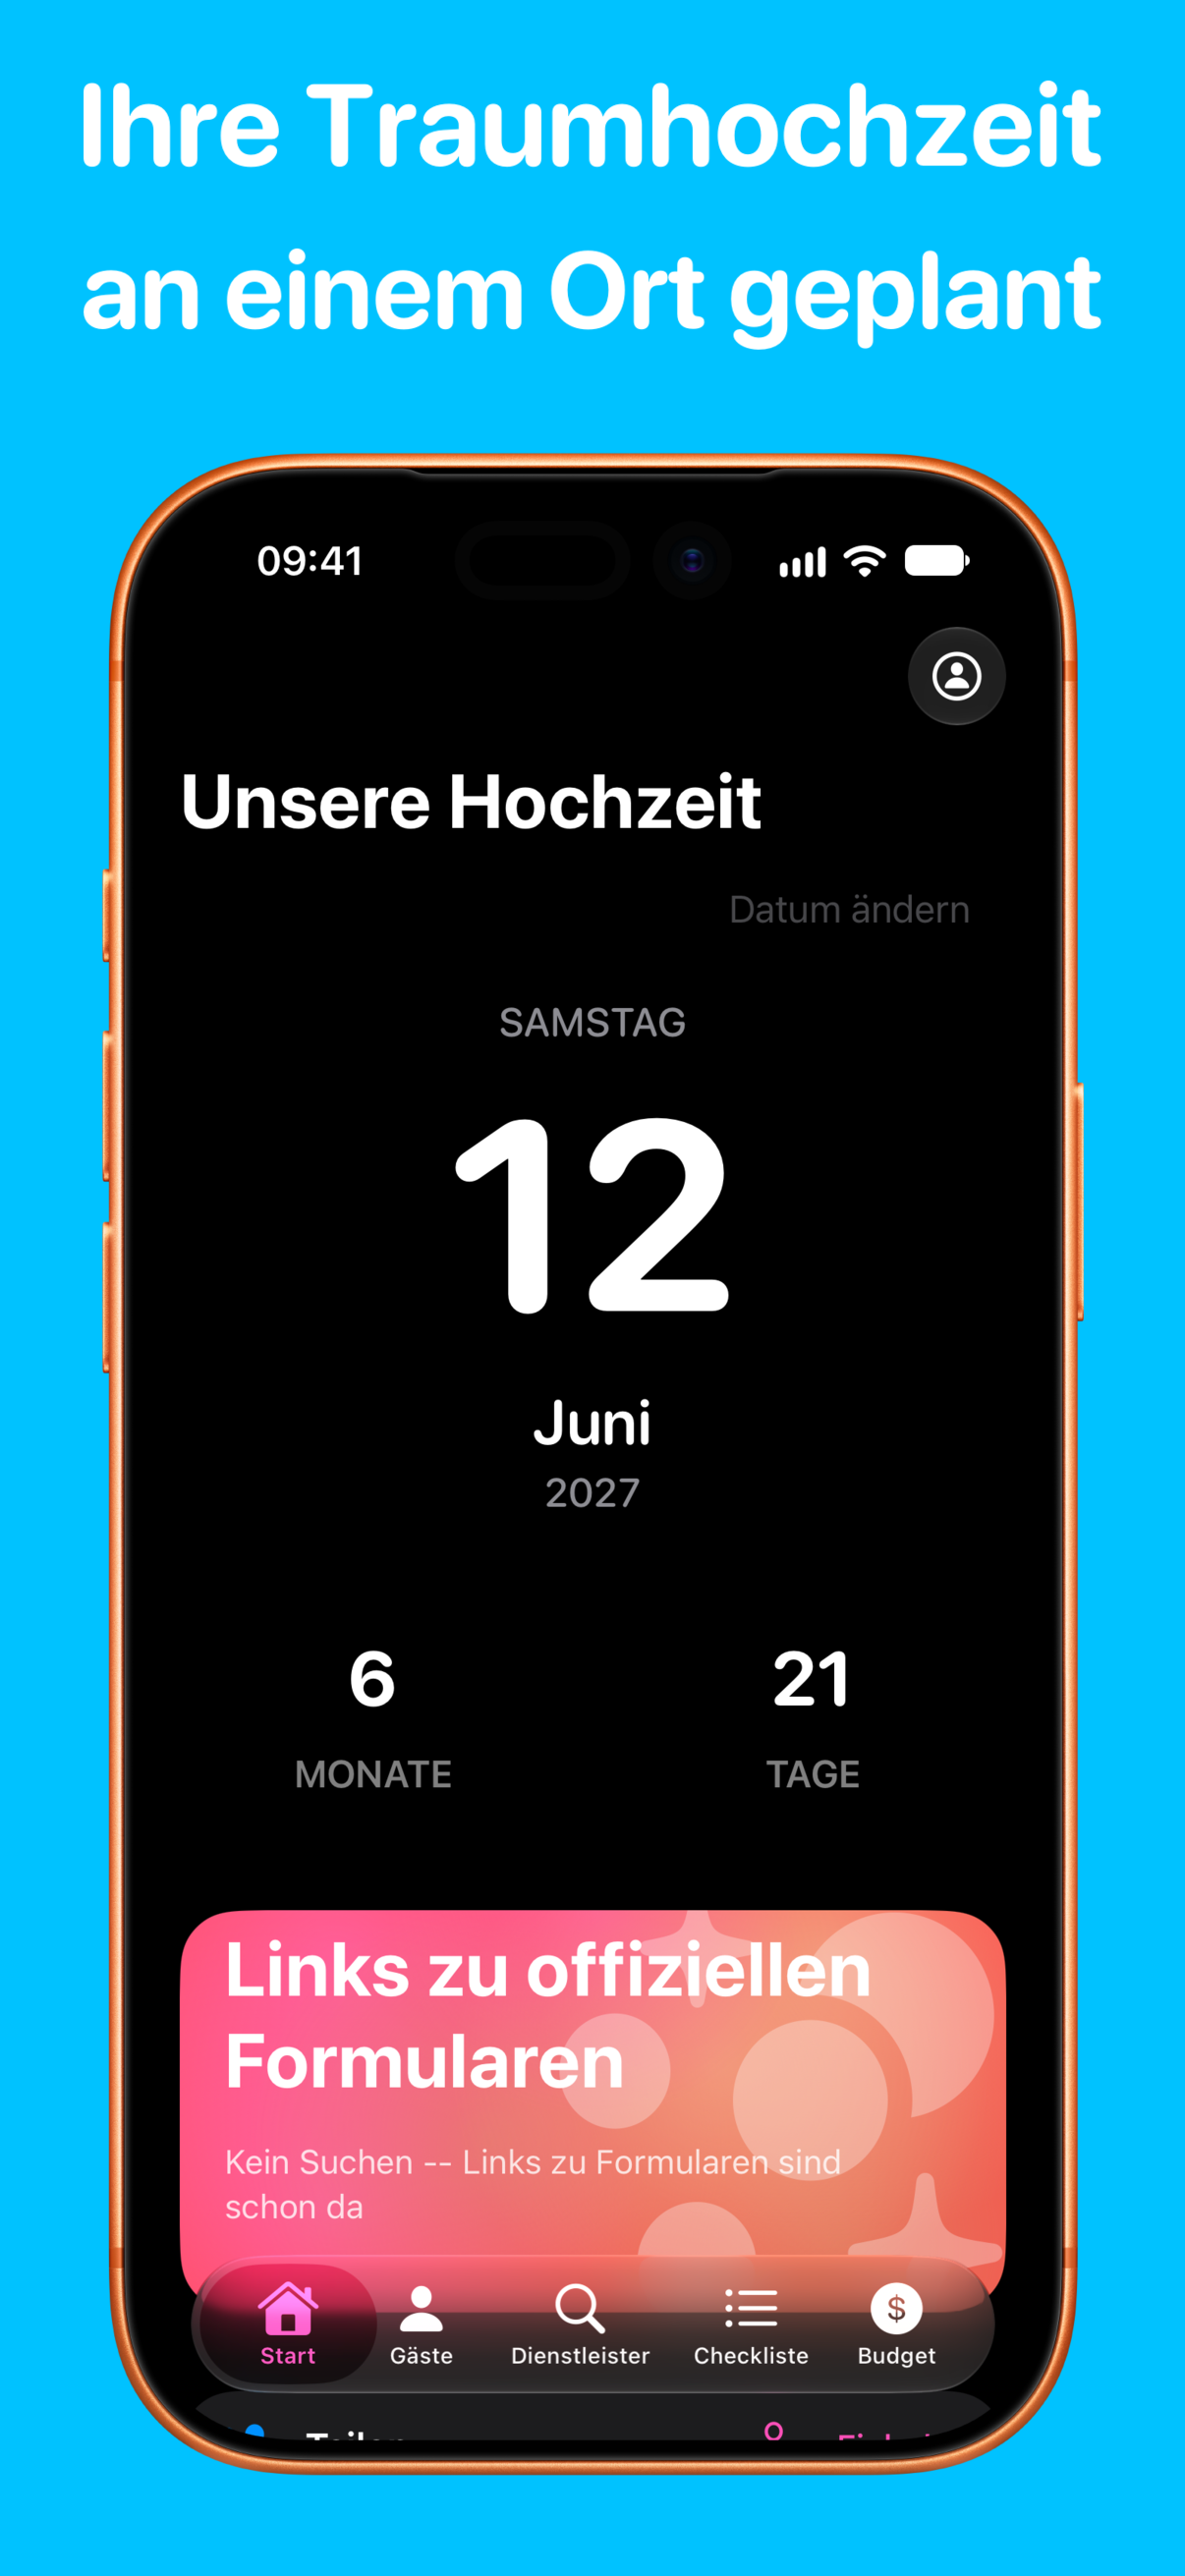 Ihre Traumhochzeit
an einem Ort geplant
09:41
Unsere Hochzeit
Datum ändern
SAMSTAG
12
Juni
2027
6 21
MONATE TAGE
Links zu offiziellen
Formularen
Kein Suchen -- Links zu Formularen sind
schon da
$
Start Gäste Dienstleister Checkliste Budget